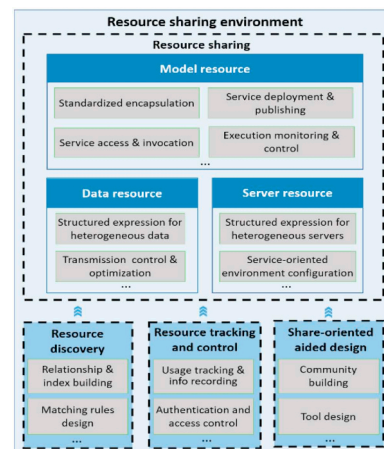 Resource sharing environment
Resource sharing
Model resource
Standardized encapsulation
Service deployment &
publishing
Service access & invocation
Execution monitoring &
control
...
Data resource
Structured expression for
heterogeneous data
Transmission control &
optimization
...
Server resource
Structured expression for
heterogeneous servers
Service-oriented
environment configuration
...
Resource
discovery
Relationship &
index building
Matching rules
design
...
Resource tracking
and control
Usage tracking &
info recording
Authentication and
access control
...
Share-oriented
aided design
Community
building
Tool design
...